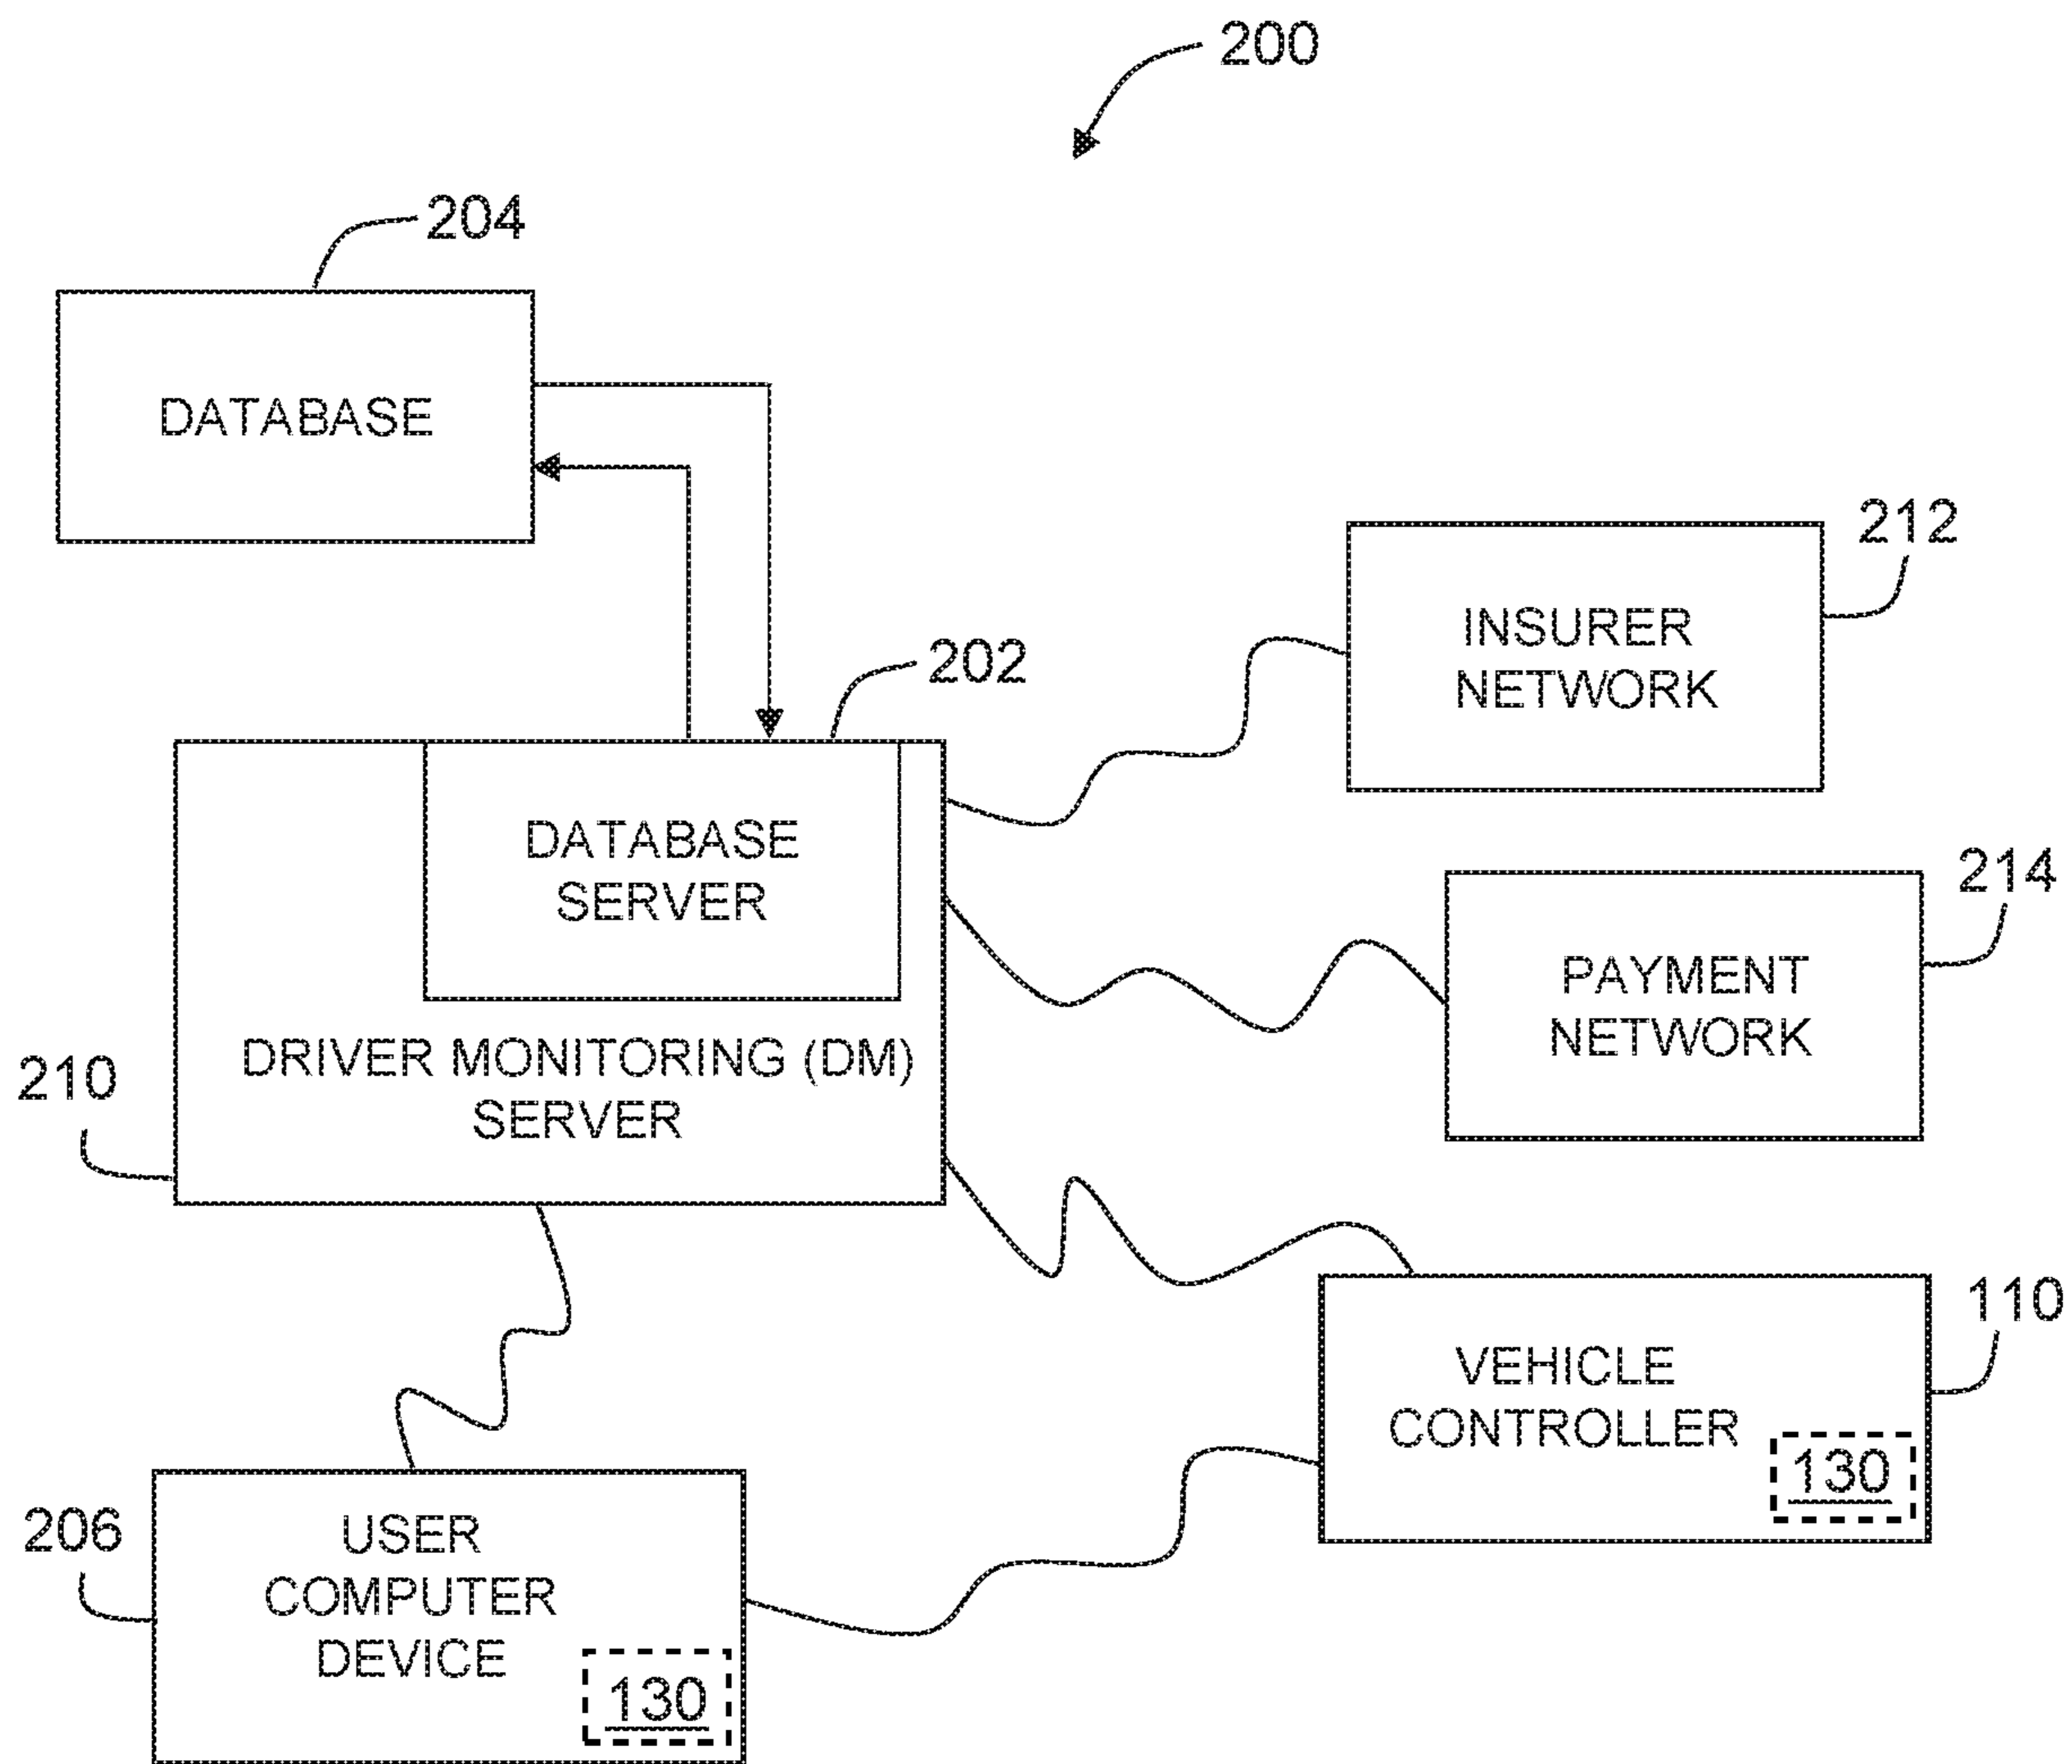 200
204
DATABASE
212
INSURER
NETWORK
202
DATABASE
SERVER
214
PAYMENT
NETWORK
DRIVER MONITORING (DM)
SERVER
210
110
VEHICLE
CONTROLLER
130
206
USER
COMPUTER
DEVICE
130